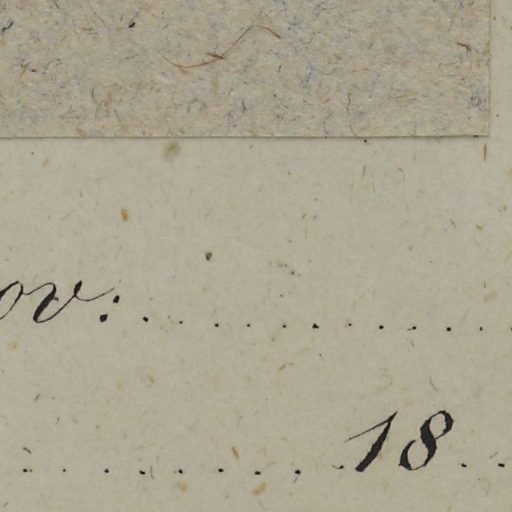 ov: . . . . . . . . .
. . . . . . . . . 18 . .